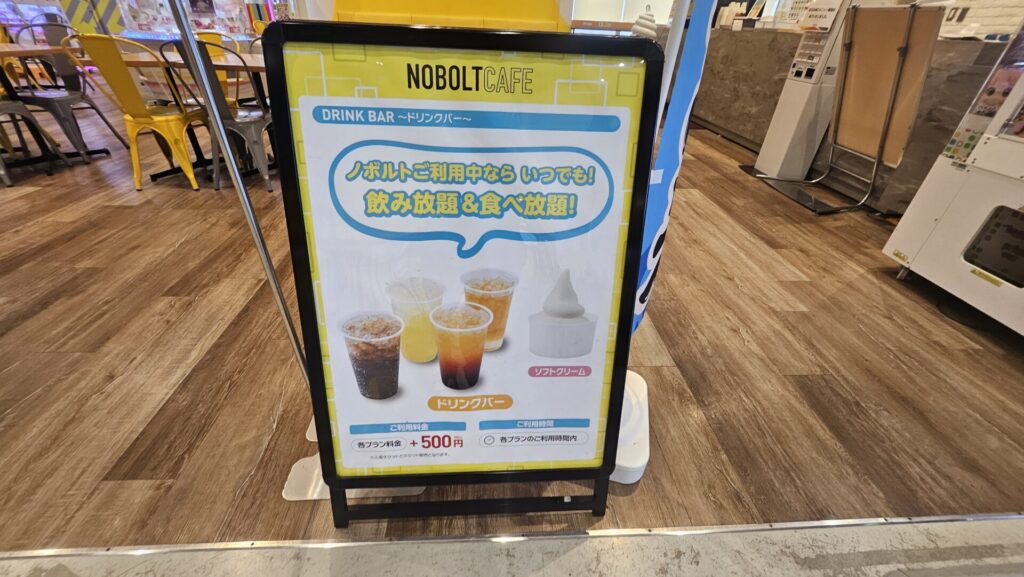 NOBOLT CAFE
DRINK BAR ～ドリンクバー～
ノボルトご利用中なら いつでも!
飲み放題&食べ放題!
ソフトクリーム
ドリンクバー
ご利用料金
各プラン料金 +500円
ご利用時間
各プランのご利用時間内